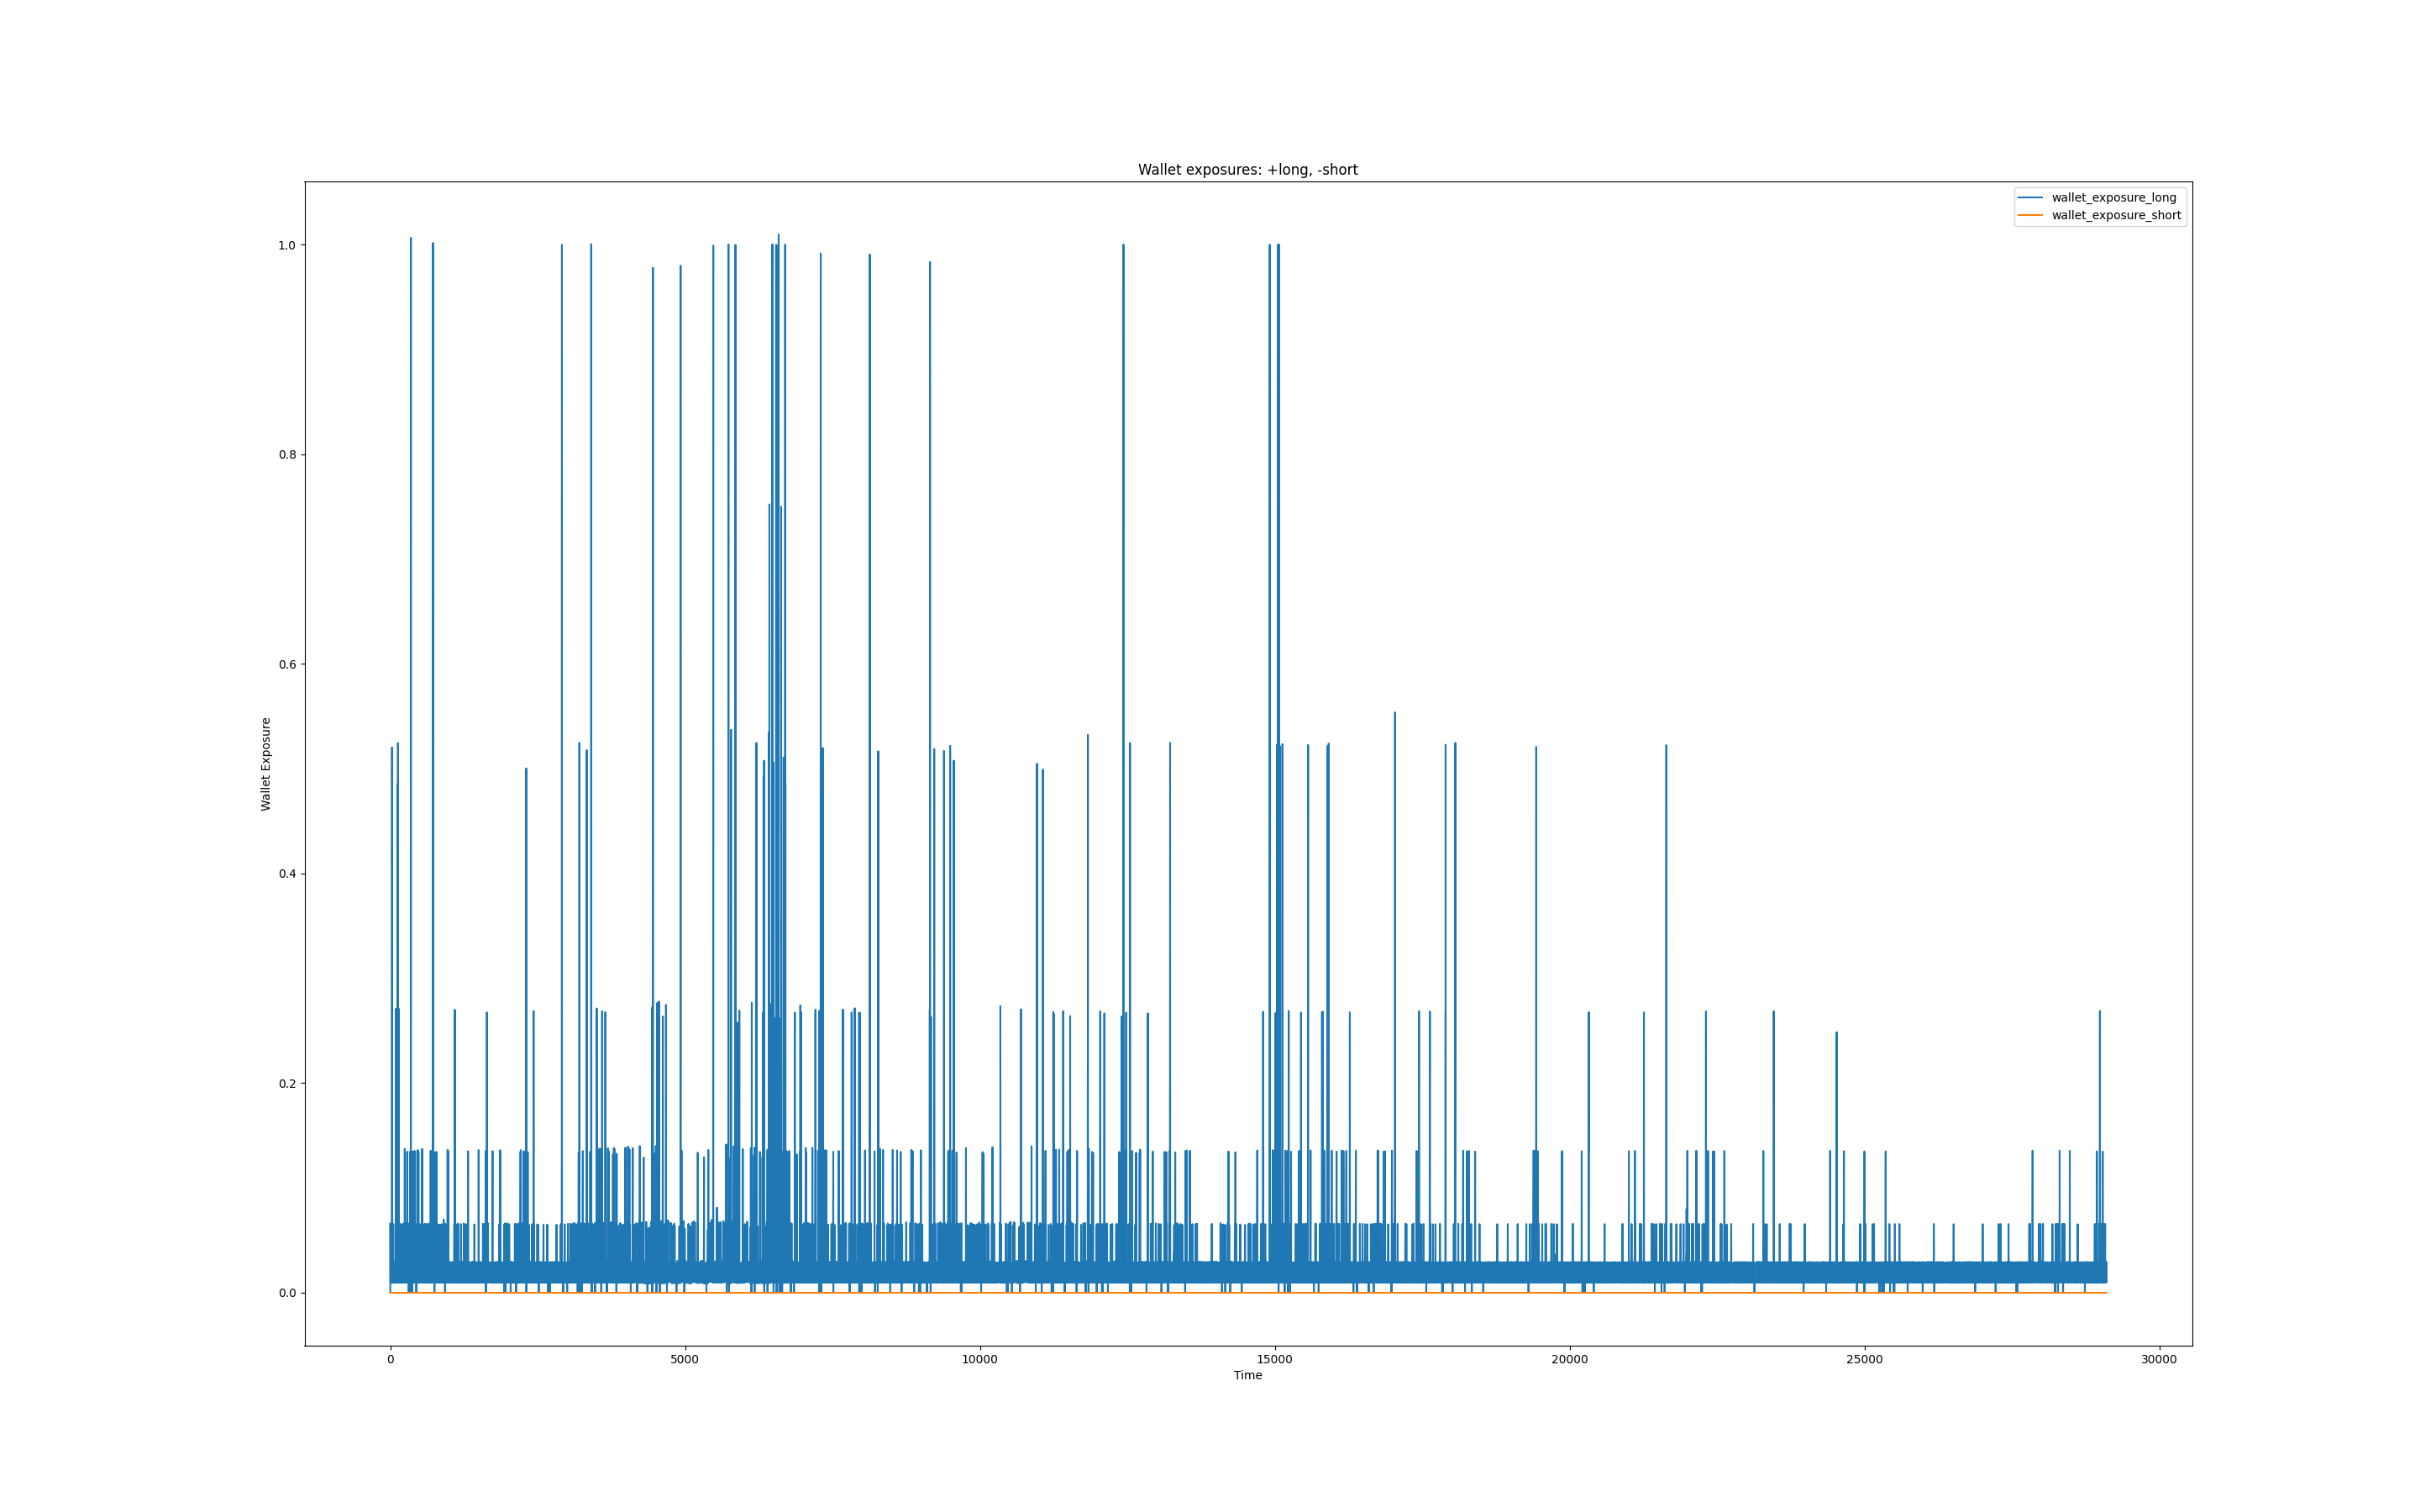 Wallet exposures: +long, -short
wallet_exposure_long
wallet_exposure_short
1.0
0.8
0.6
0.4
0.2
0.0
Wallet Exposure
0 5000 10000 15000 20000 25000 30000
Time